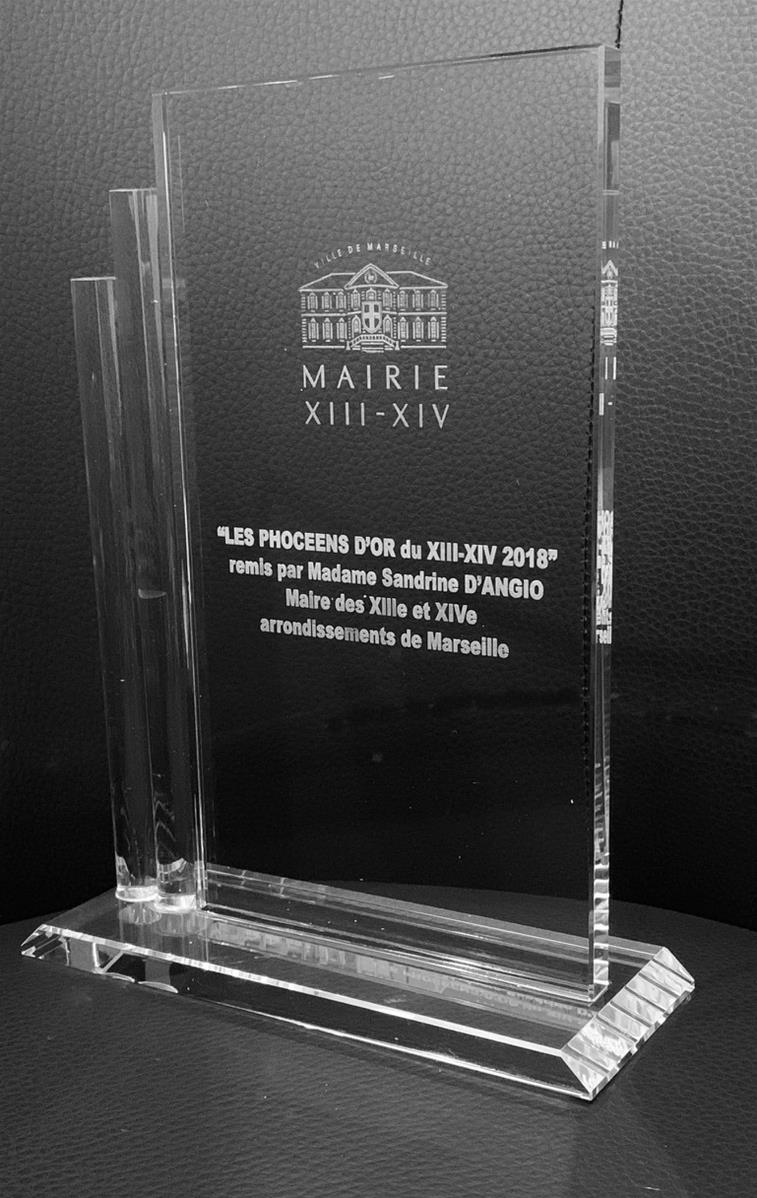 VILLE DE MARSEILLE
MAIRIE
XIII-XIV
“LES PHOCEENS D’OR du XIII-XIV 2018”
remis par Madame Sandrine D’ANGIO
Maire des XIIIe et XIVe
arrondissements de Marseille